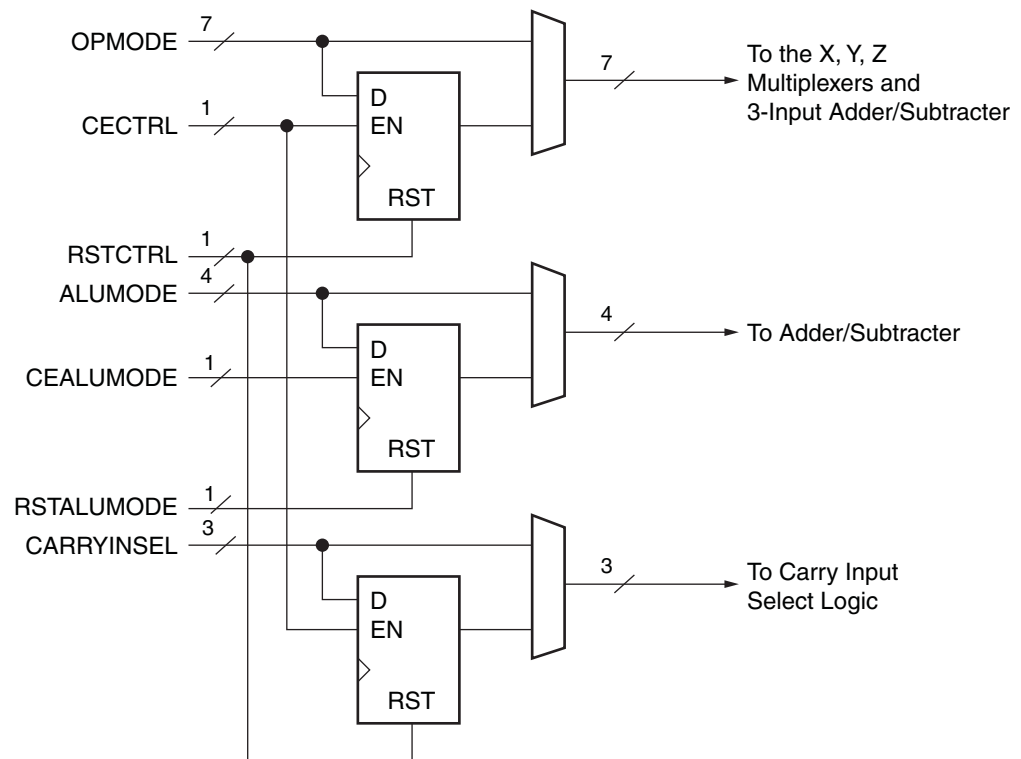 OPMODE
7
7
To the X, Y, Z
Multiplexers and
3-Input Adder/Subtracter
D
CECTRL
1
EN
RST
RSTCTRL
1
ALUMODE
4
4
To Adder/Subtracter
D
CEALUMODE
1
EN
RST
RSTALUMODE
1
CARRYINSEL
3
3
To Carry Input
Select Logic
D
EN
RST